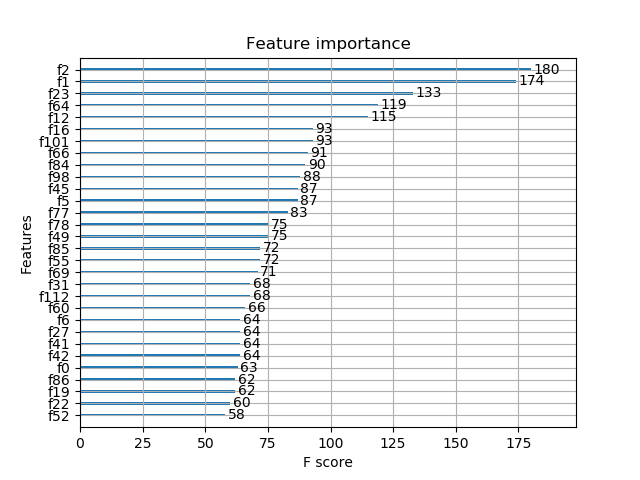 Feature importance
f2 180
f1 174
f23 133
f64 119
f12 115
f16 93
f101 93
f66 91
f84 90
f98 88
f45 87
f5 87
f77 83
f78 75
f49 75
f85 72
f55 72
f69 71
f31 68
f112 68
f60 66
f6 64
f27 64
f41 64
f42 64
f0 63
f86 62
f19 62
f22 60
f52 58
Features
0 25 50 75 100 125 150 175
F score